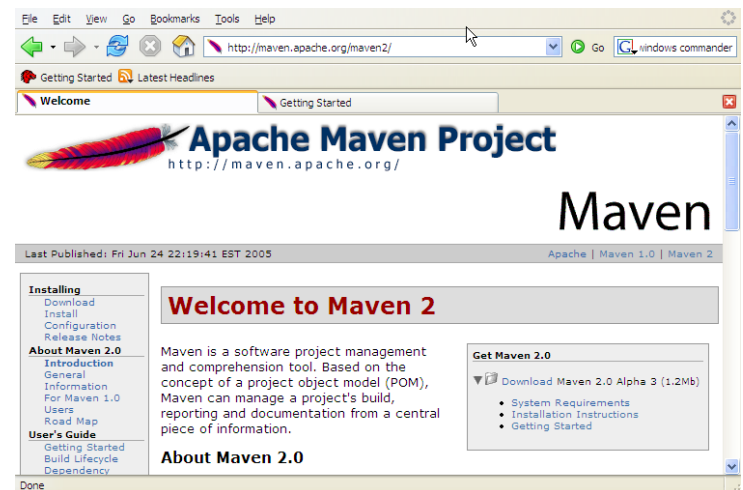 File Edit View Go Bookmarks Tools Help
http://maven.apache.org/maven2/ Go windows commander
Getting Started Latest Headlines
Welcome Getting Started
Apache Maven Project
http://maven.apache.org/
Maven
Last Published: Fri Jun 24 22:19:41 EST 2005 Apache | Maven 1.0 | Maven 2
Installing
Download
Install
Configuration
Release Notes
About Maven 2.0
Introduction
General
Information
For Maven 1.0
Users
Road Map
User's Guide
Getting Started
Build Lifecycle
Dependency
Welcome to Maven 2
Maven is a software project management
and comprehension tool. Based on the
concept of a project object model (POM),
Maven can manage a project's build,
reporting and documentation from a central
piece of information.
About Maven 2.0
Get Maven 2.0
Download Maven 2.0 Alpha 3 (1.2Mb)
System Requirements
Installation Instructions
Getting Started
Done